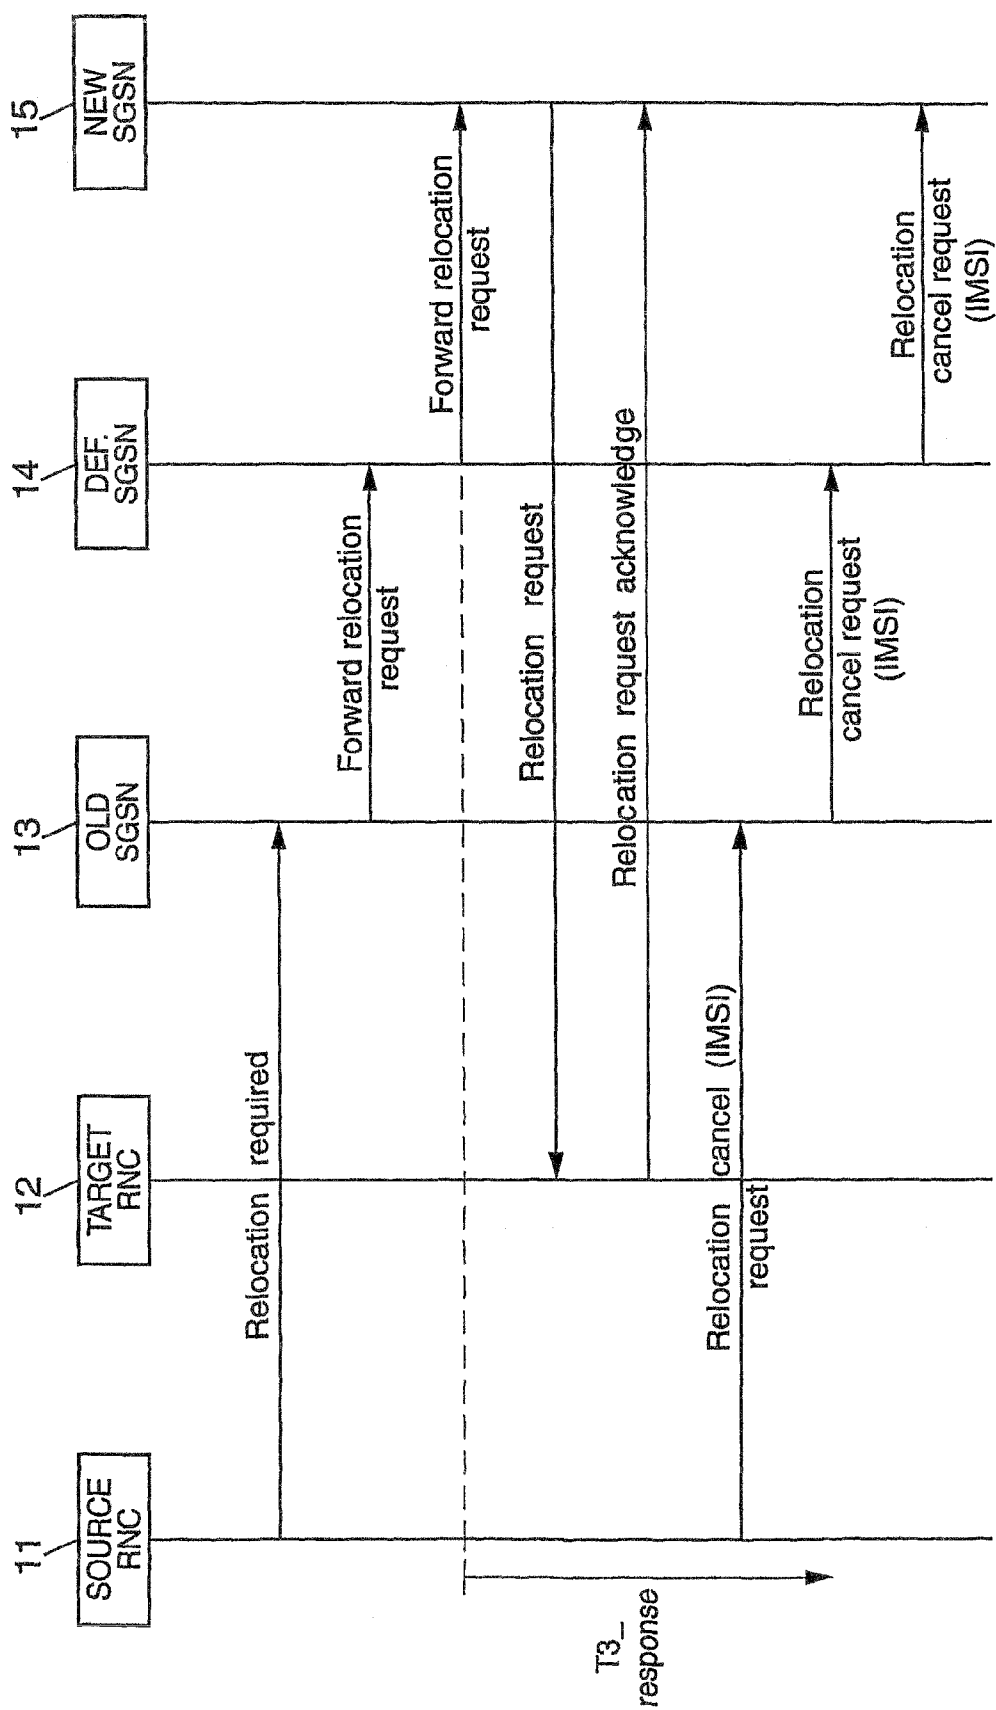 11
SOURCE
RNC
12
TARGET
RNC
13
OLD
SGSN
14
DEF.
SGSN
15
NEW
SGSN
Relocation required
Forward relocation
request
Forward relocation
request
Relocation request
Relocation request acknowledge
T3_
response
Relocation cancel (IMSI)
request
Relocation
cancel request
(IMSI)
Relocation
cancel request
(IMSI)